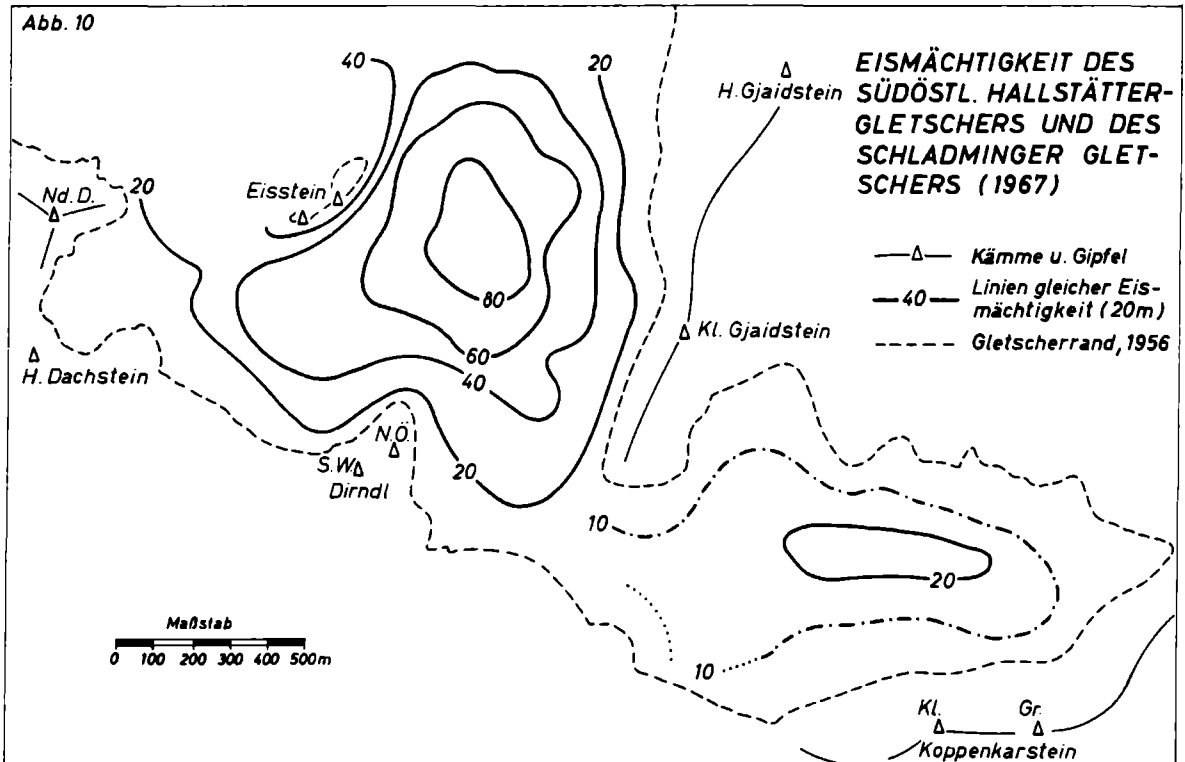 Abb. 10
EISMÄCHTIGKEIT DES
SÜDÖSTL. HALLSTÄTTER-
GLETSCHERS UND DES
SCHLADMINGER GLET-
SCHERS (1967)
Kämme u. Gipfel
40 Linien gleicher Eis-
mächtigkeit (20m)
Gletscherrand, 1956
40
20
H. Gjaidstein
Nd. D.
20
Eisstein
80
Kl. Gjaidstein
60
40
H. Dachstein
N.Ö.
S.W.
Dirndl
20
10
20
10
Maßstab
0 100 200 300 400 500m
Kl. Gr.
Koppenkarstein